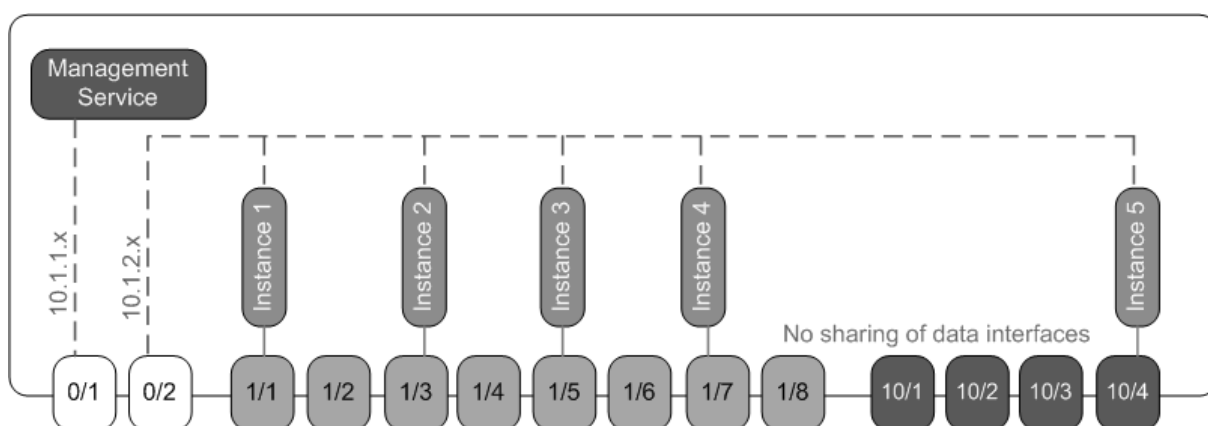 Management
Service
10.1.1.x
10.1.2.x
Instance 1
Instance 2
Instance 3
Instance 4
Instance 5
No sharing of data interfaces
0/1
0/2
1/1
1/2
1/3
1/4
1/5
1/6
1/7
1/8
10/1
10/2
10/3
10/4